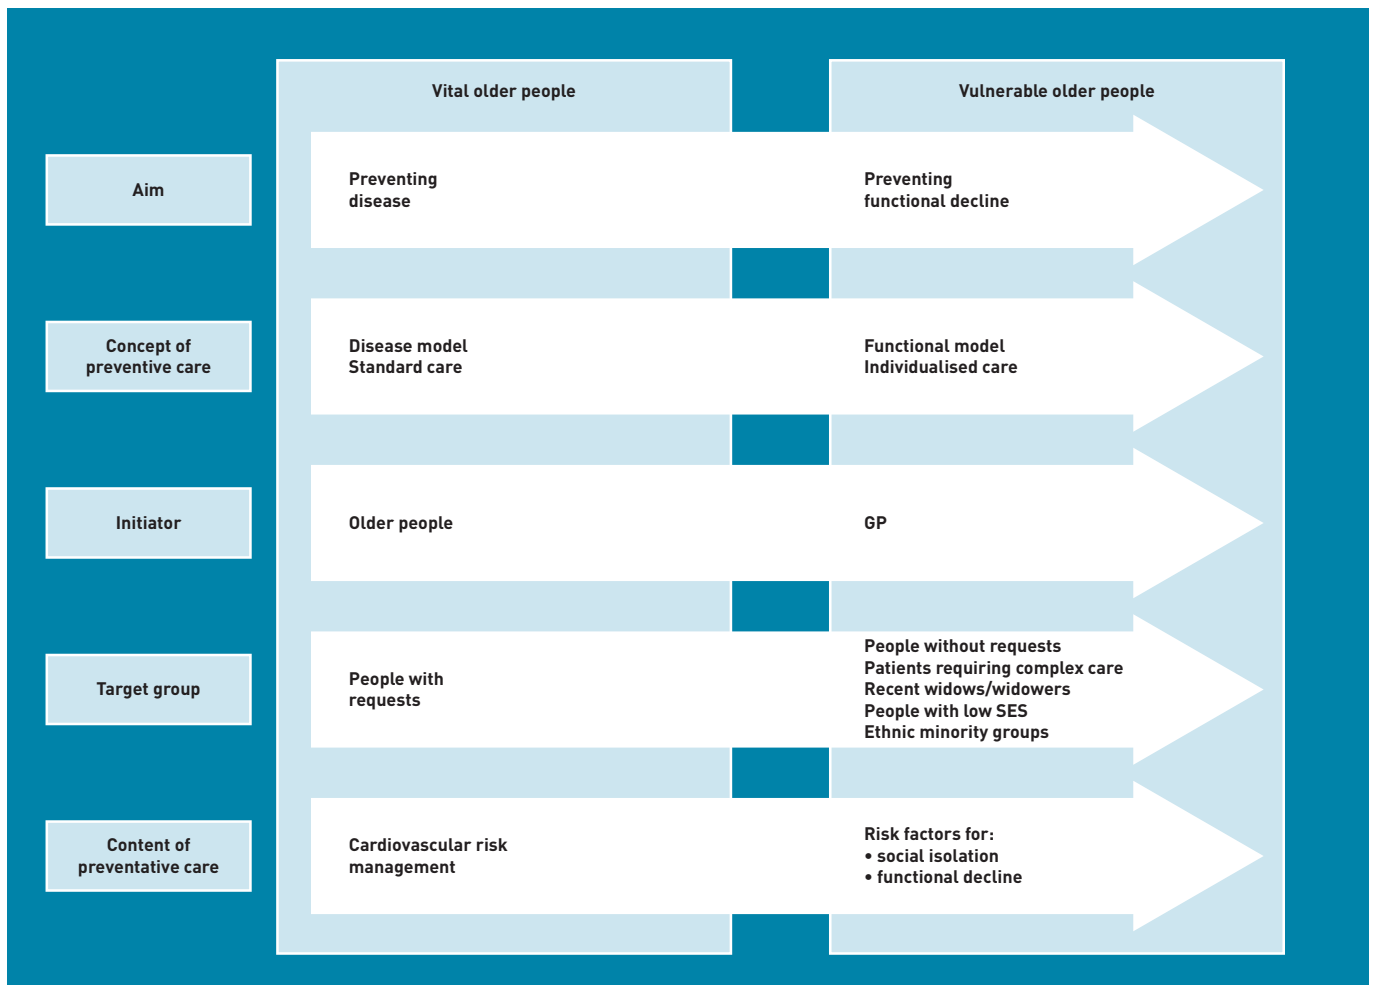 Vital older people
Vulnerable older people
Aim
Preventing
disease
Preventing
functional decline
Concept of
preventive care
Disease model
Standard care
Functional model
Individualised care
Initiator
Older people
GP
Target group
People with
requests
People without requests
Patients requiring complex care
Recent widows/widowers
People with low SES
Ethnic minority groups
Content of
preventative care
Cardiovascular risk
management
Risk factors for:
• social isolation
• functional decline